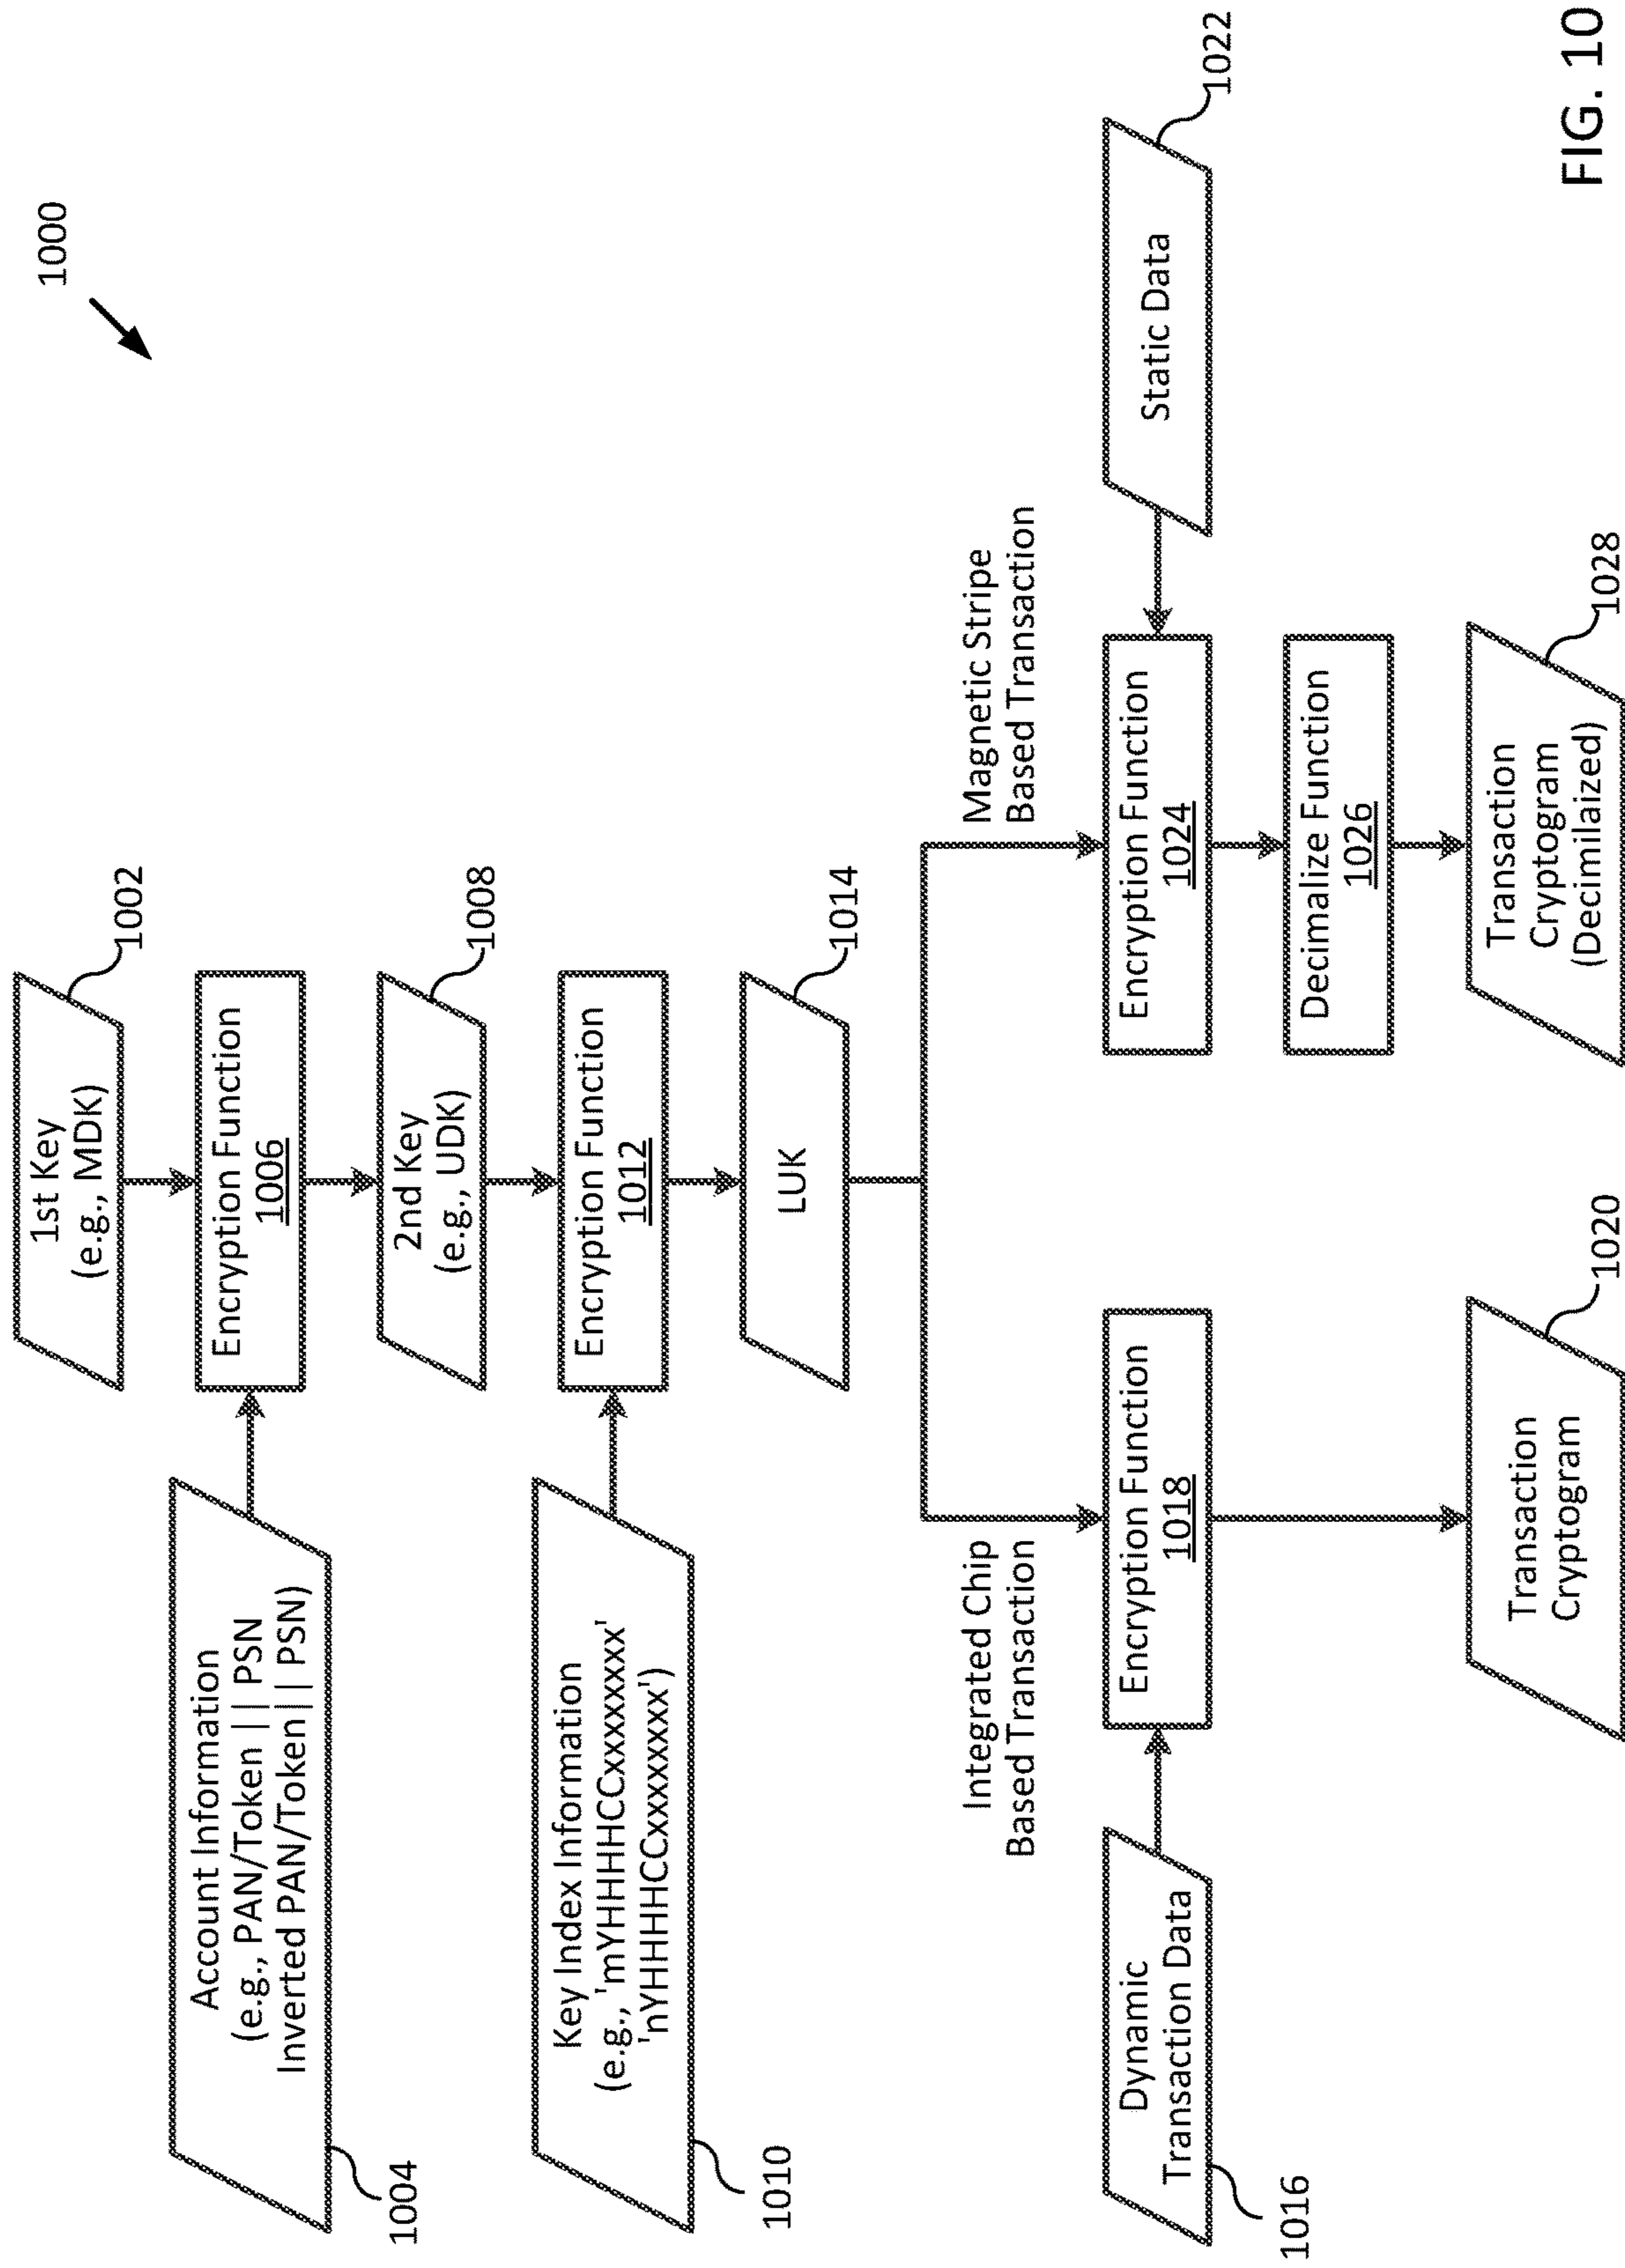 1000
1st Key
(e.g., MDK)
1002
Account Information
(e.g., PAN/Token || PSN
Inverted PAN/Token || PSN)
1004
Encryption Function
1006
2nd Key
(e.g., UDK)
1008
Key Index Information
(e.g., 'mYHHHHCCxxxxxxx'
'nYHHHHCCxxxxxxx')
1010
Encryption Function
1012
LUK
1014
Integrated Chip
Based Transaction
Magnetic Stripe
Based Transaction
Dynamic
Transaction Data
1016
Encryption Function
1018
Encryption Function
1024
Static Data
1022
Decimalize Function
1026
Transaction
Cryptogram
1020
Transaction
Cryptogram
(Decimilaized)
1028
FIG. 10